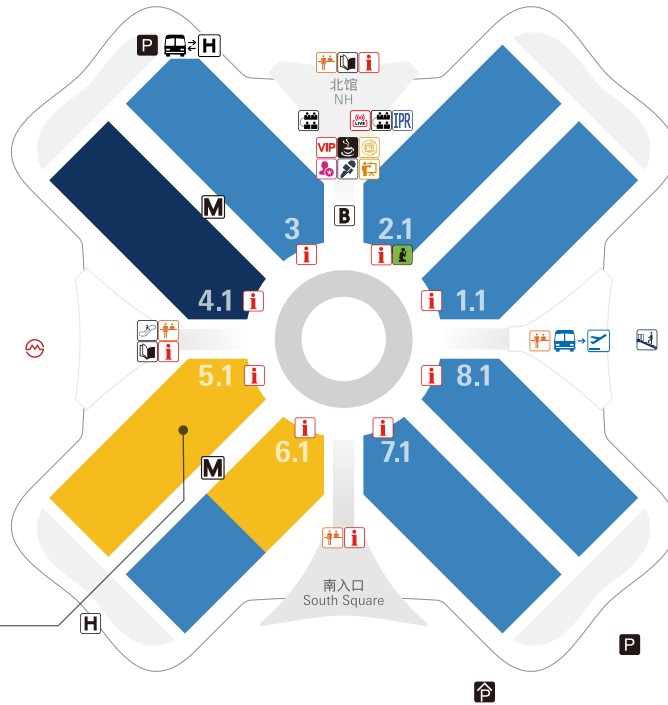 P H
i
北馆
NH
LIVE IPR
VIP
M
B
3 2.1
i i
4.1 i i 1.1
i
5.1 i i 8.1
i i
6.1 7.1
M
i
南入口
South Square
H
P
P